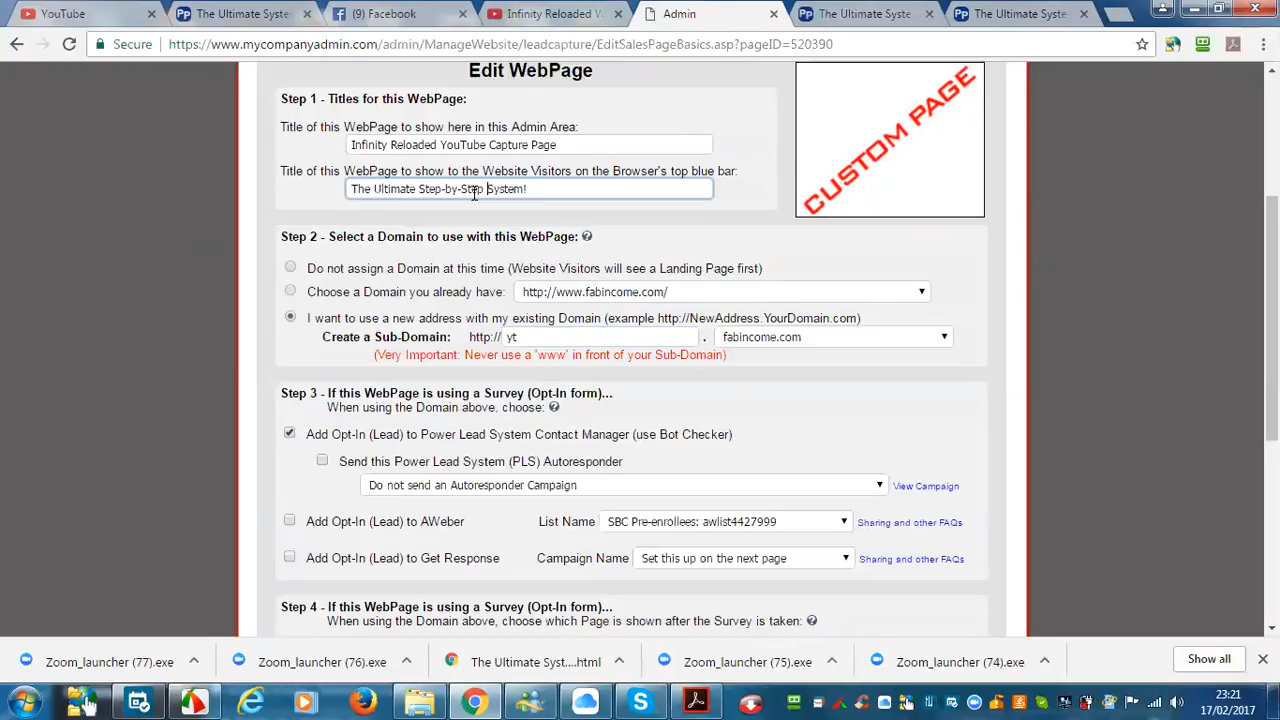 YouTube
The Ultimate Syste
(9) Facebook
Infinity Reloaded W
Admin
The Ultimate Syste
The Ultimate Syste
Secure https://www.mycompanyadmin.com/admin/ManageWebsite/leadcapture/EditSalesPageBasics.asp?pageID=520390
Edit WebPage
CUSTOM PAGE
Step 1 - Titles for this WebPage:
Title of this WebPage to show here in this Admin Area:
Infinity Reloaded YouTube Capture Page
Title of this WebPage to show to the Website Visitors on the Browser's top blue bar:
The Ultimate Step-by-Step System!
Step 2 - Select a Domain to use with this WebPage:
Do not assign a Domain at this time (Website Visitors will see a Landing Page first)
Choose a Domain you already have: http://www.fabincome.com/
I want to use a new address with my existing Domain (example http://NewAddress.YourDomain.com)
Create a Sub-Domain: http:// yt . fabincome.com
(Very Important: Never use a 'www' in front of your Sub-Domain)
Step 3 - If this WebPage is using a Survey (Opt-In form)...
When using the Domain above, choose:
Add Opt-In (Lead) to Power Lead System Contact Manager (use Bot Checker)
Send this Power Lead System (PLS) Autoresponder
Do not send an Autoresponder Campaign View Campaign
Add Opt-In (Lead) to AWeber List Name SBC Pre-enrollees: awlist4427999 Sharing and other FAQs
Add Opt-In (Lead) to Get Response Campaign Name Set this up on the next page Sharing and other FAQs
Step 4 - If this WebPage is using a Survey (Opt-In form)...
When using the Domain above, choose which Page is shown after the Survey is taken:
Zoom_launcher (77).exe
Zoom_launcher (76).exe
The Ultimate Syst....html
Zoom_launcher (75).exe
Zoom_launcher (74).exe
Show all
23:21
17/02/2017